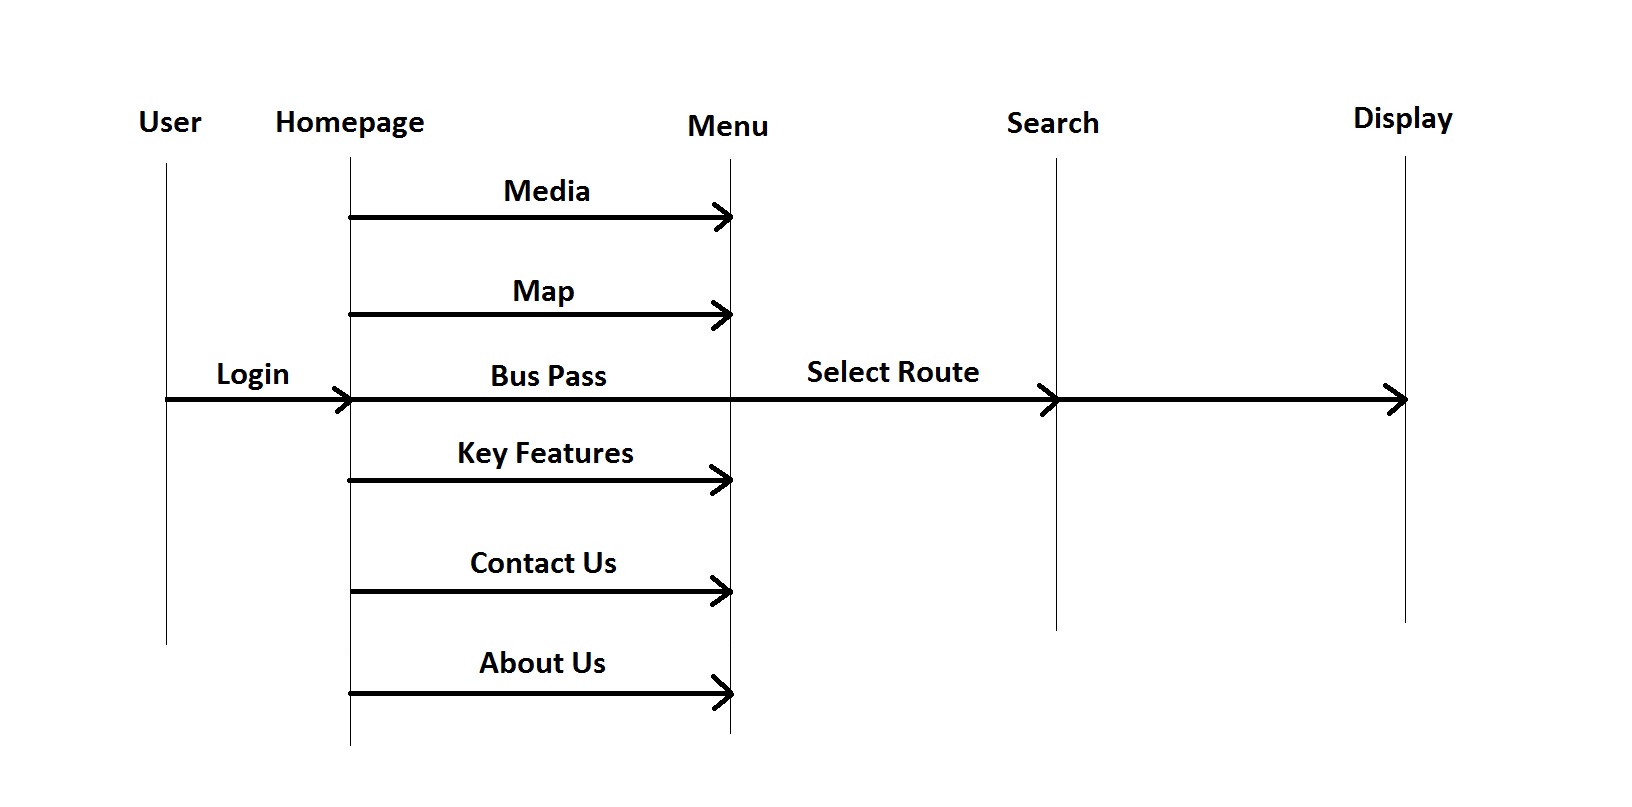 User
Homepage
Menu
Search
Display
Media
Map
Login
Bus Pass
Select Route
Key Features
Contact Us
About Us